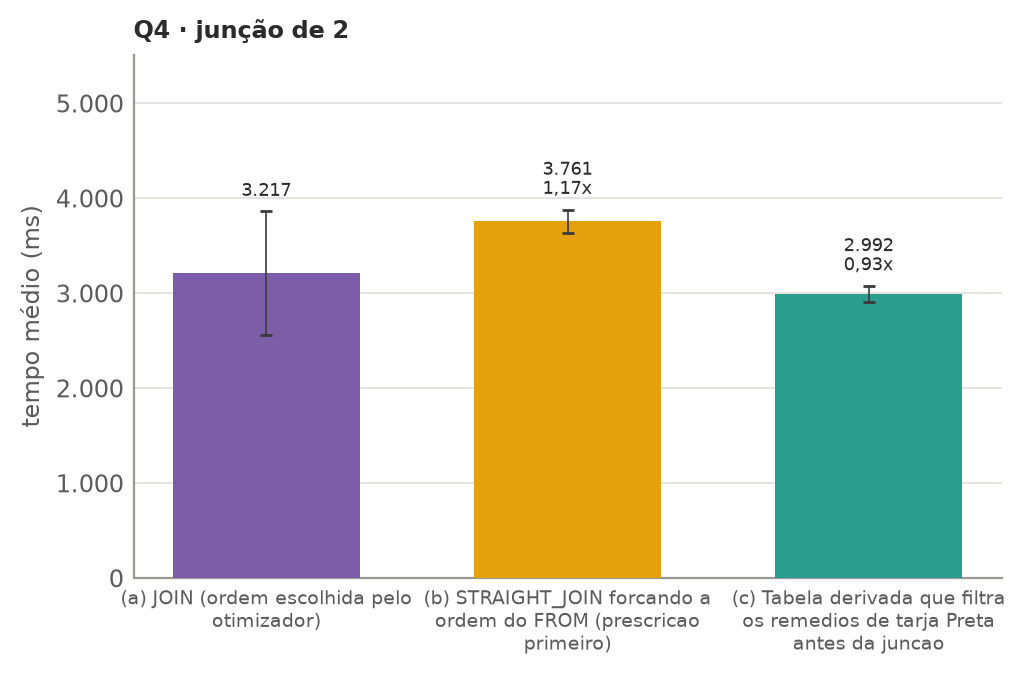 Q4 · junção de 2
tempo médio (ms)
5.000
4.000
3.000
2.000
1.000
0
3.217
3.761
1,17x
2.992
0,93x
(a) JOIN (ordem escolhida pelo
otimizador)
(b) STRAIGHT_JOIN forcando a
ordem do FROM (prescricao
primeiro)
(c) Tabela derivada que filtra
os remedios de tarja Preta
antes da juncao